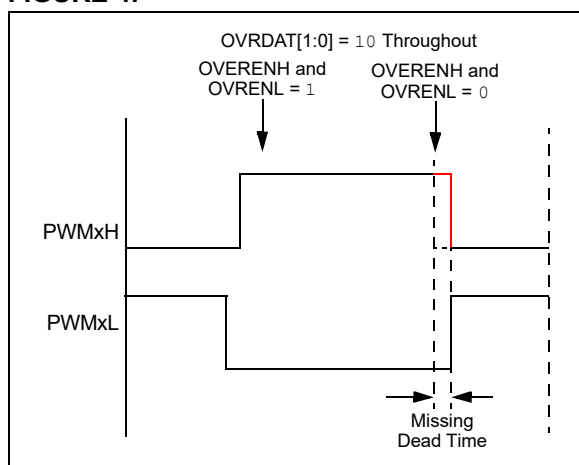 FIGURE
OVRDAT[1:0] = 10 Throughout
OVERENH and OVERENH and
OVRENL = 1 OVRENL = 0
PWMxH
PWMxL
Missing
Dead Time